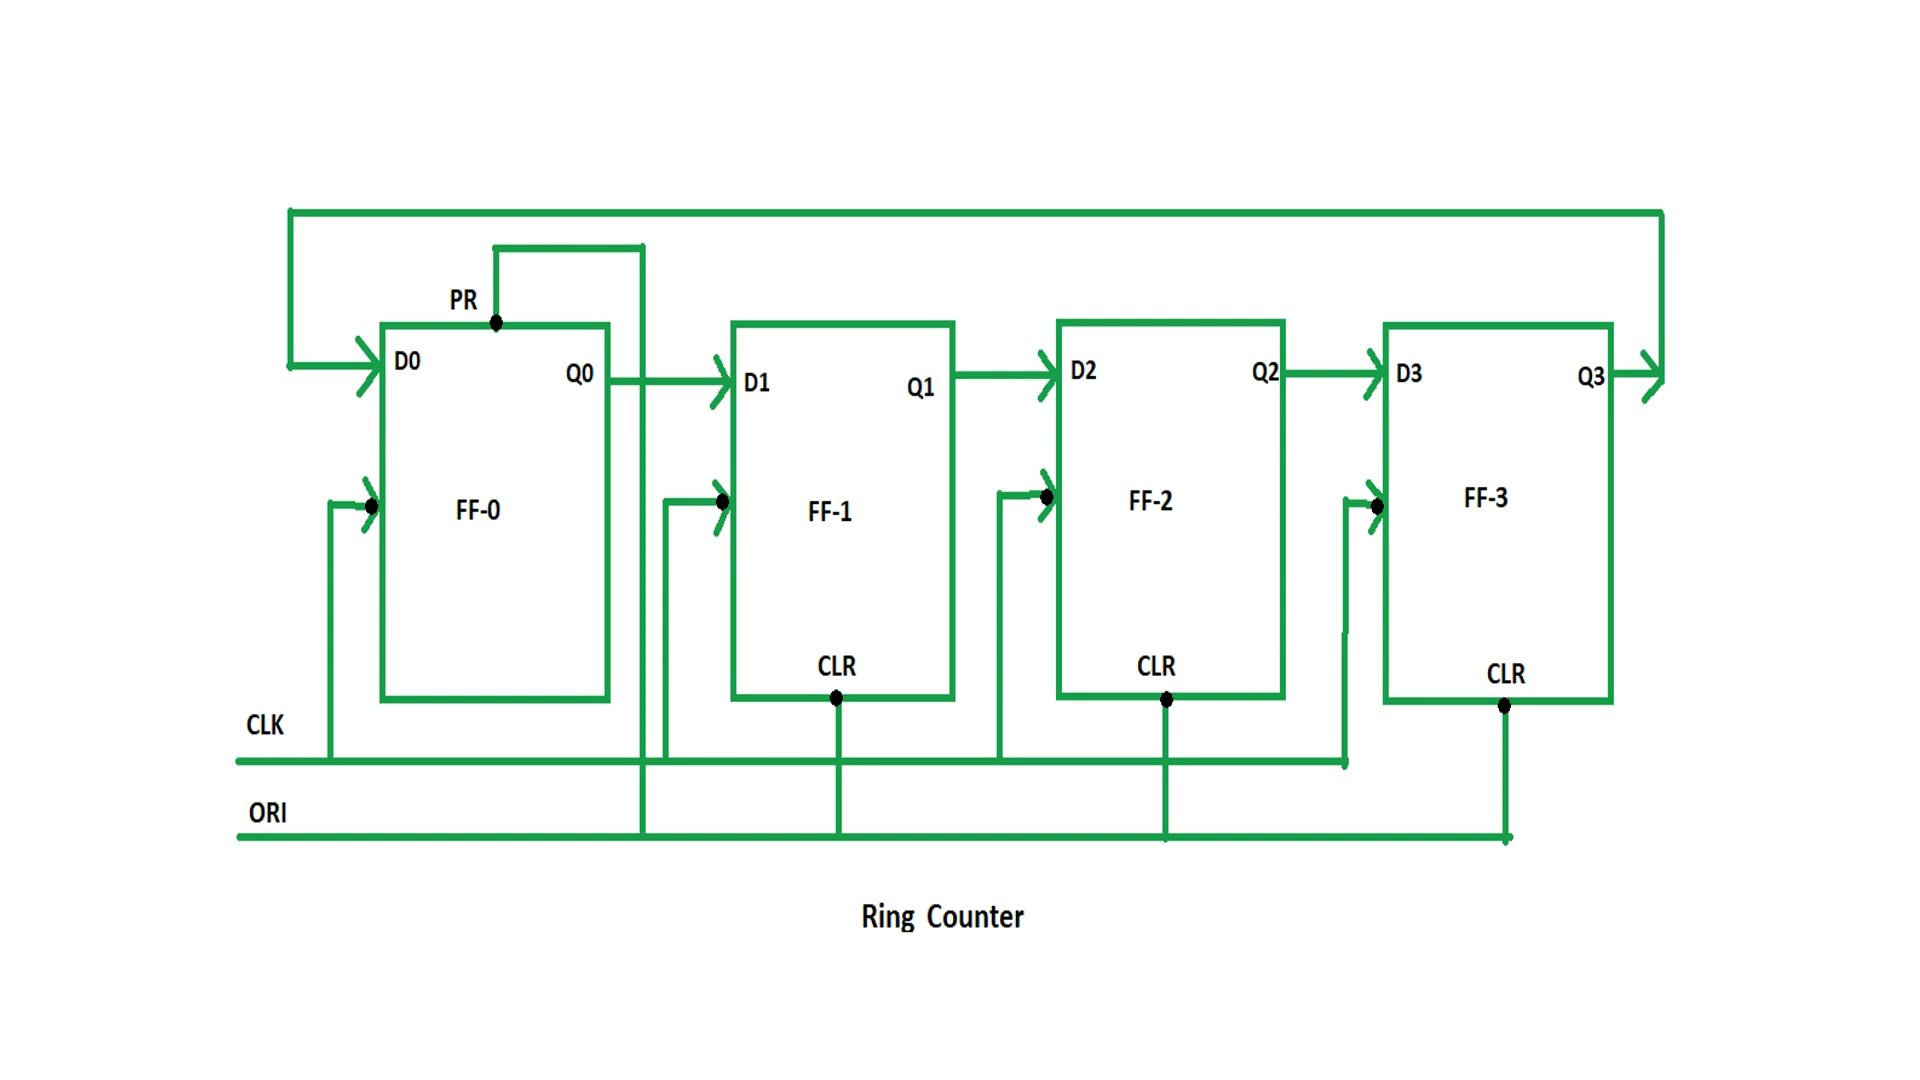 PR
D0
Q0
D1
Q1
D2
Q2
D3
Q3
FF-0
FF-1
FF-2
FF-3
CLR
CLR
CLR
CLK
ORI
Ring Counter